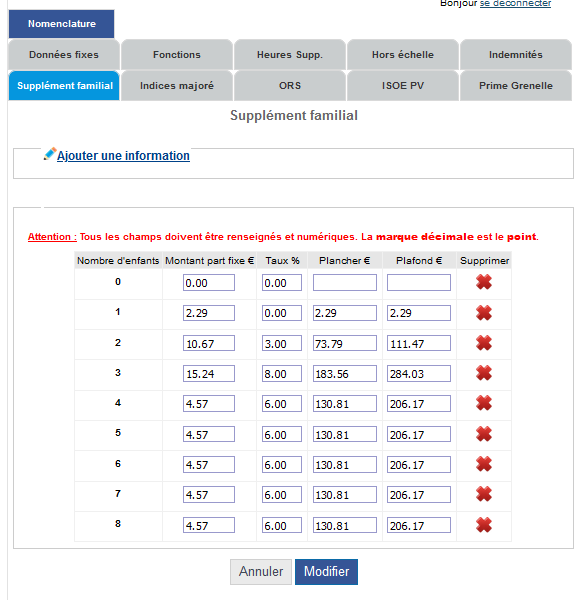 Bonjour se déconnecter
Nomenclature
Données fixes Fonctions Heures Supp. Hors échelle Indemnités
Supplément familial Indices majoré ORS ISOE PV Prime Grenelle
Supplément familial
Ajouter une information
Attention : Tous les champs doivent être renseignés et numériques. La marque décimale est le point.
Nombre d'enfants Montant part fixe € Taux % Plancher € Plafond € Supprimer
0 0.00 0.00
1 2.29 0.00 2.29 2.29
2 10.67 3.00 73.79 111.47
3 15.24 8.00 183.56 284.03
4 4.57 6.00 130.81 206.17
5 4.57 6.00 130.81 206.17
6 4.57 6.00 130.81 206.17
7 4.57 6.00 130.81 206.17
8 4.57 6.00 130.81 206.17
Annuler Modifier